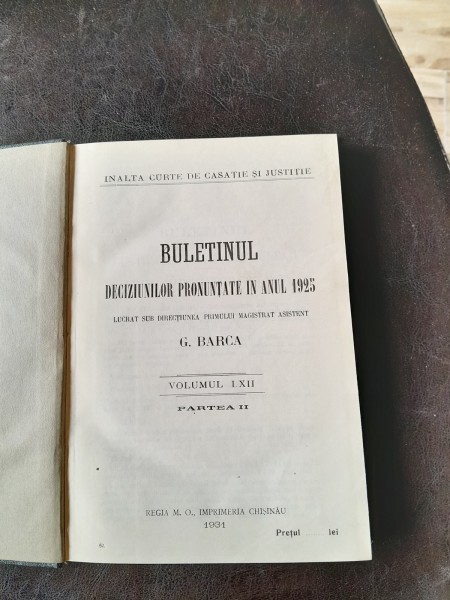 INALTA CURTE DE CASAȚIE ȘI JUSTIȚIE
BULETINUL
DECIZIUNILOR PRONUNȚATE IN ANUL 1925
LUCRAT SUB DIRECȚIUNEA PRIMULUI MAGISTRAT ASISTENT
G. BARCA
VOLUMUL LXII
PARTEA II
REGIA M. O., IMPRIMERIA CHIȘINĂU
1931
Prețul ...... lei